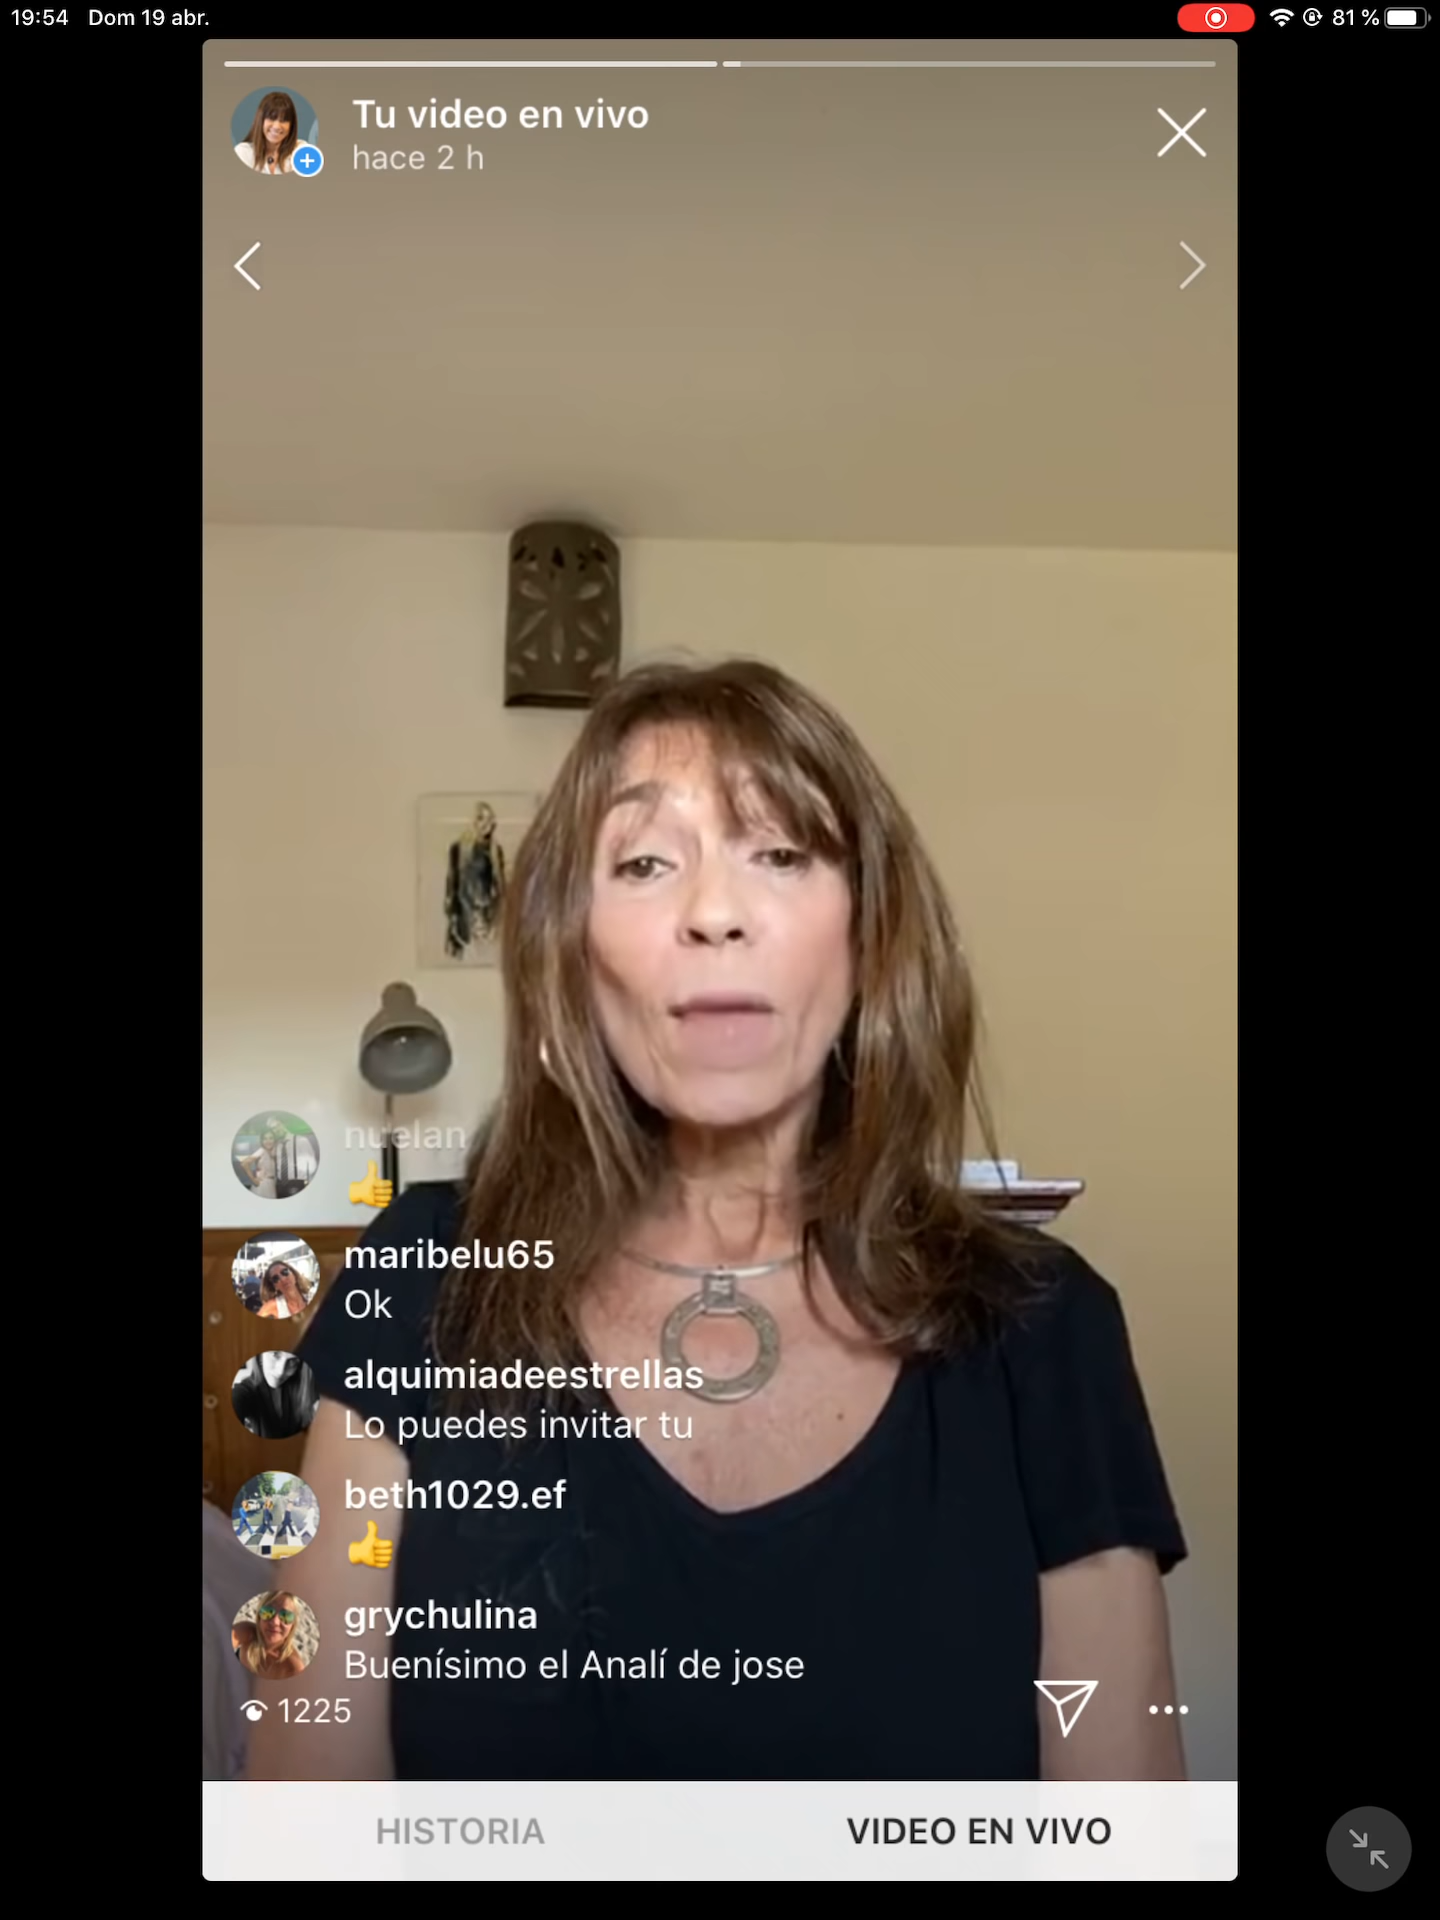 19:54 Dom 19 abr.
81 %
Tu video en vivo
hace 2 h
nuelan
👍
maribelu65
Ok
alquimiadeestrellas
Lo puedes invitar tu
beth1029.ef
👍
grychulina
Buenísimo el Analí de jose
1225
HISTORIA
VIDEO EN VIVO